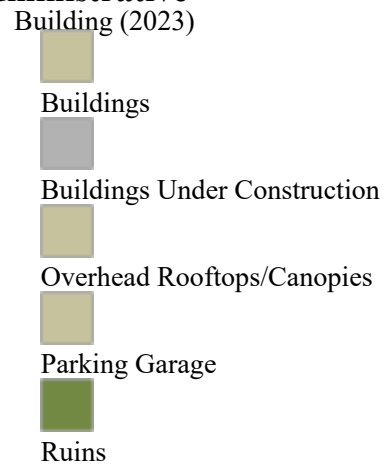 Building (2023)
Buildings
Buildings Under Construction
Overhead Rooftops/Canopies
Parking Garage
Ruins